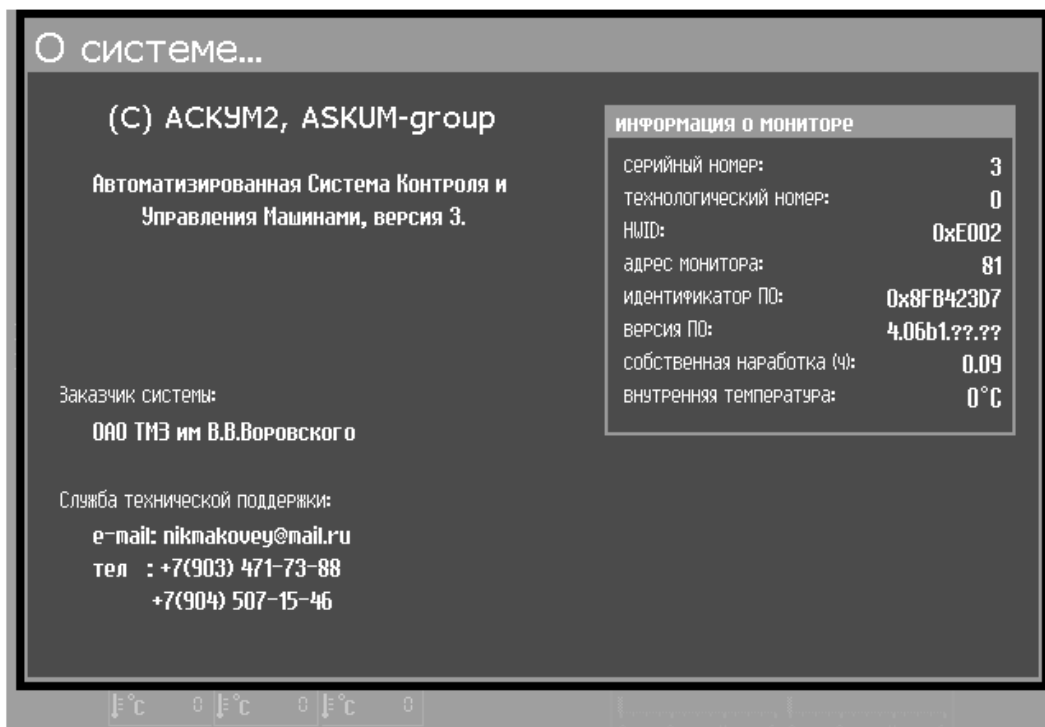 О системе...
(С) АСКУМ2, ASKUM-group
Автоматизированная Система Контроля и
Управления Машинами, версия 3.
Заказчик системы:
ОАО ТМЗ им В.В.Воровского
Служба технической поддержки:
e-mail: nikmakovey@mail.ru
тел : +7(903) 471-73-88
+7(904) 507-15-46
информация о мониторе
серийный номер: 3
технологический номер: 0
HWID: 0xE002
адрес монитора: 81
идентификатор ПО: 0x8FB423D7
версия ПО: 4.06b1.??.??
собственная наработка (ч): 0.09
внутренняя температура: 0°C
°C 0 °C 0 °C 0